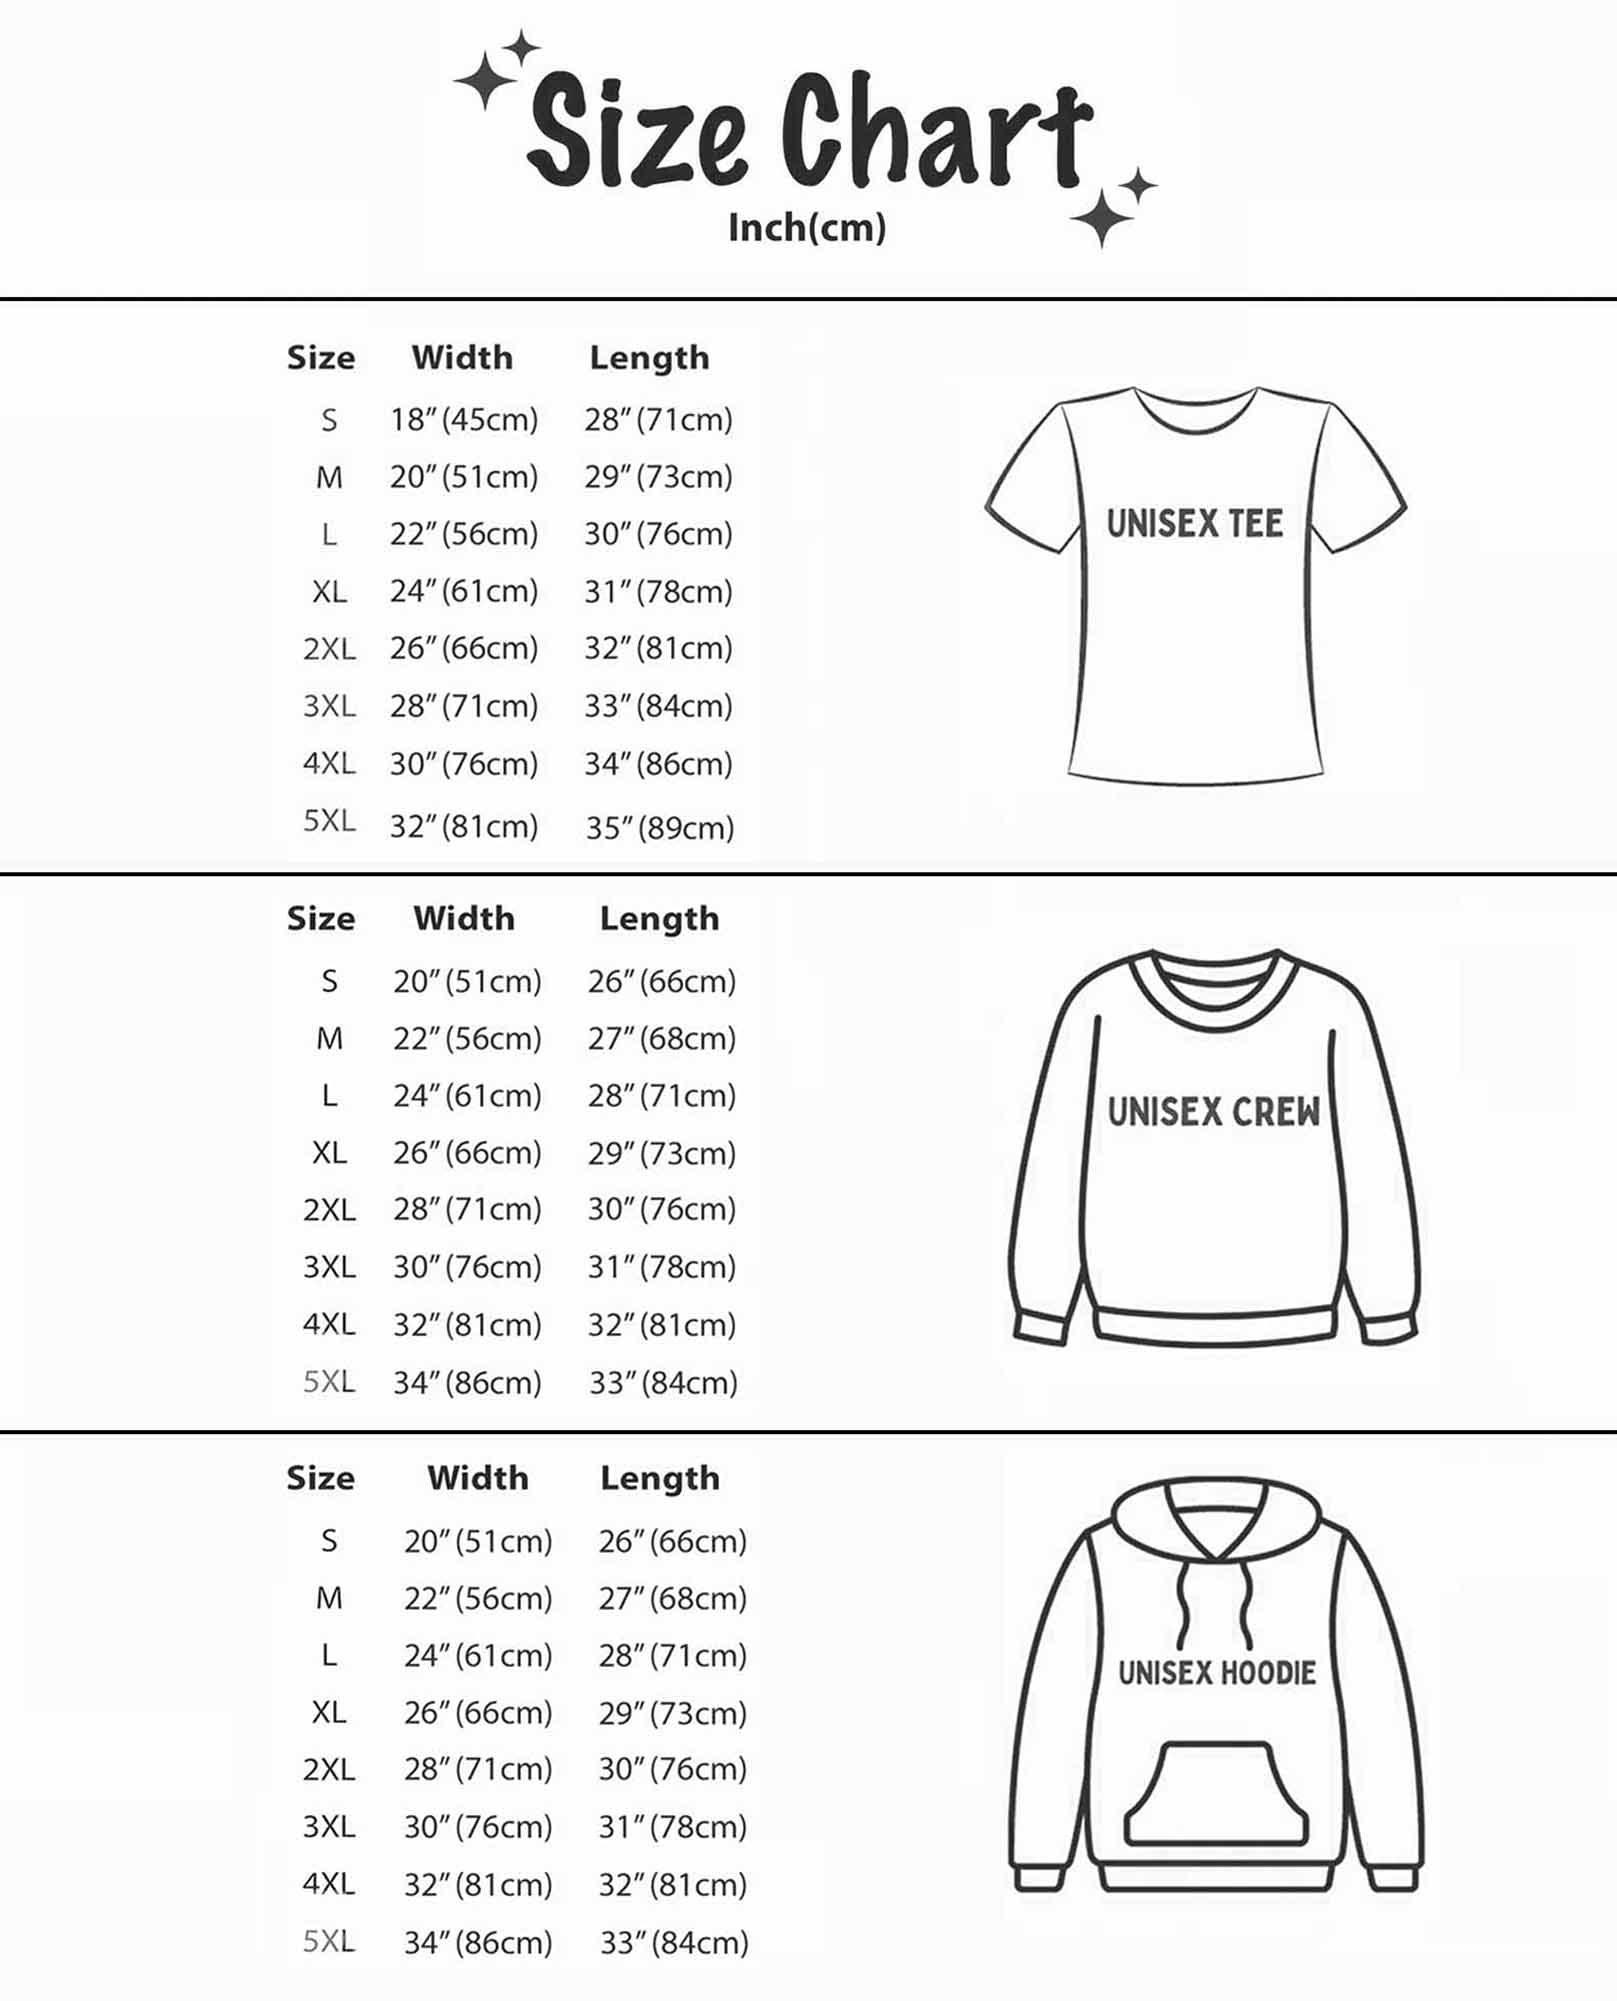 Size Chart
Inch(cm)
Size Width Length
S 18″(45cm) 28″(71cm)
M 20″(51cm) 29″(73cm)
L 22″(56cm) 30″(76cm)
XL 24″(61cm) 31″(78cm)
2XL 26″(66cm) 32″(81cm)
3XL 28″(71cm) 33″(84cm)
4XL 30″(76cm) 34″(86cm)
5XL 32″(81cm) 35″(89cm)
UNISEX TEE
Size Width Length
S 20″(51cm) 26″(66cm)
M 22″(56cm) 27″(68cm)
L 24″(61cm) 28″(71cm)
XL 26″(66cm) 29″(73cm)
2XL 28″(71cm) 30″(76cm)
3XL 30″(76cm) 31″(78cm)
4XL 32″(81cm) 32″(81cm)
5XL 34″(86cm) 33″(84cm)
UNISEX CREW
Size Width Length
S 20″(51cm) 26″(66cm)
M 22″(56cm) 27″(68cm)
L 24″(61cm) 28″(71cm)
XL 26″(66cm) 29″(73cm)
2XL 28″(71cm) 30″(76cm)
3XL 30″(76cm) 31″(78cm)
4XL 32″(81cm) 32″(81cm)
5XL 34″(86cm) 33″(84cm)
UNISEX HOODIE